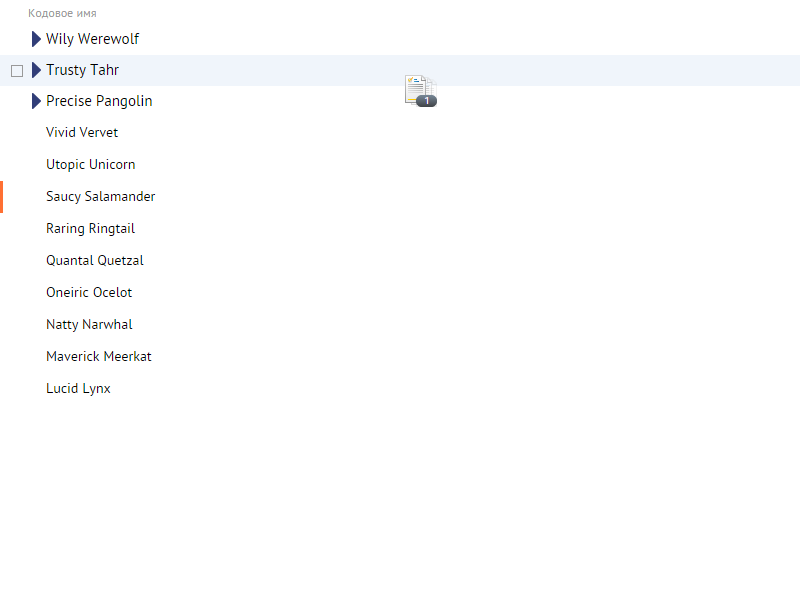 Кодовое имя
Wily Werewolf
Trusty Tahr
1
Precise Pangolin
Vivid Vervet
Utopic Unicorn
Saucy Salamander
Raring Ringtail
Quantal Quetzal
Oneiric Ocelot
Natty Narwhal
Maverick Meerkat
Lucid Lynx